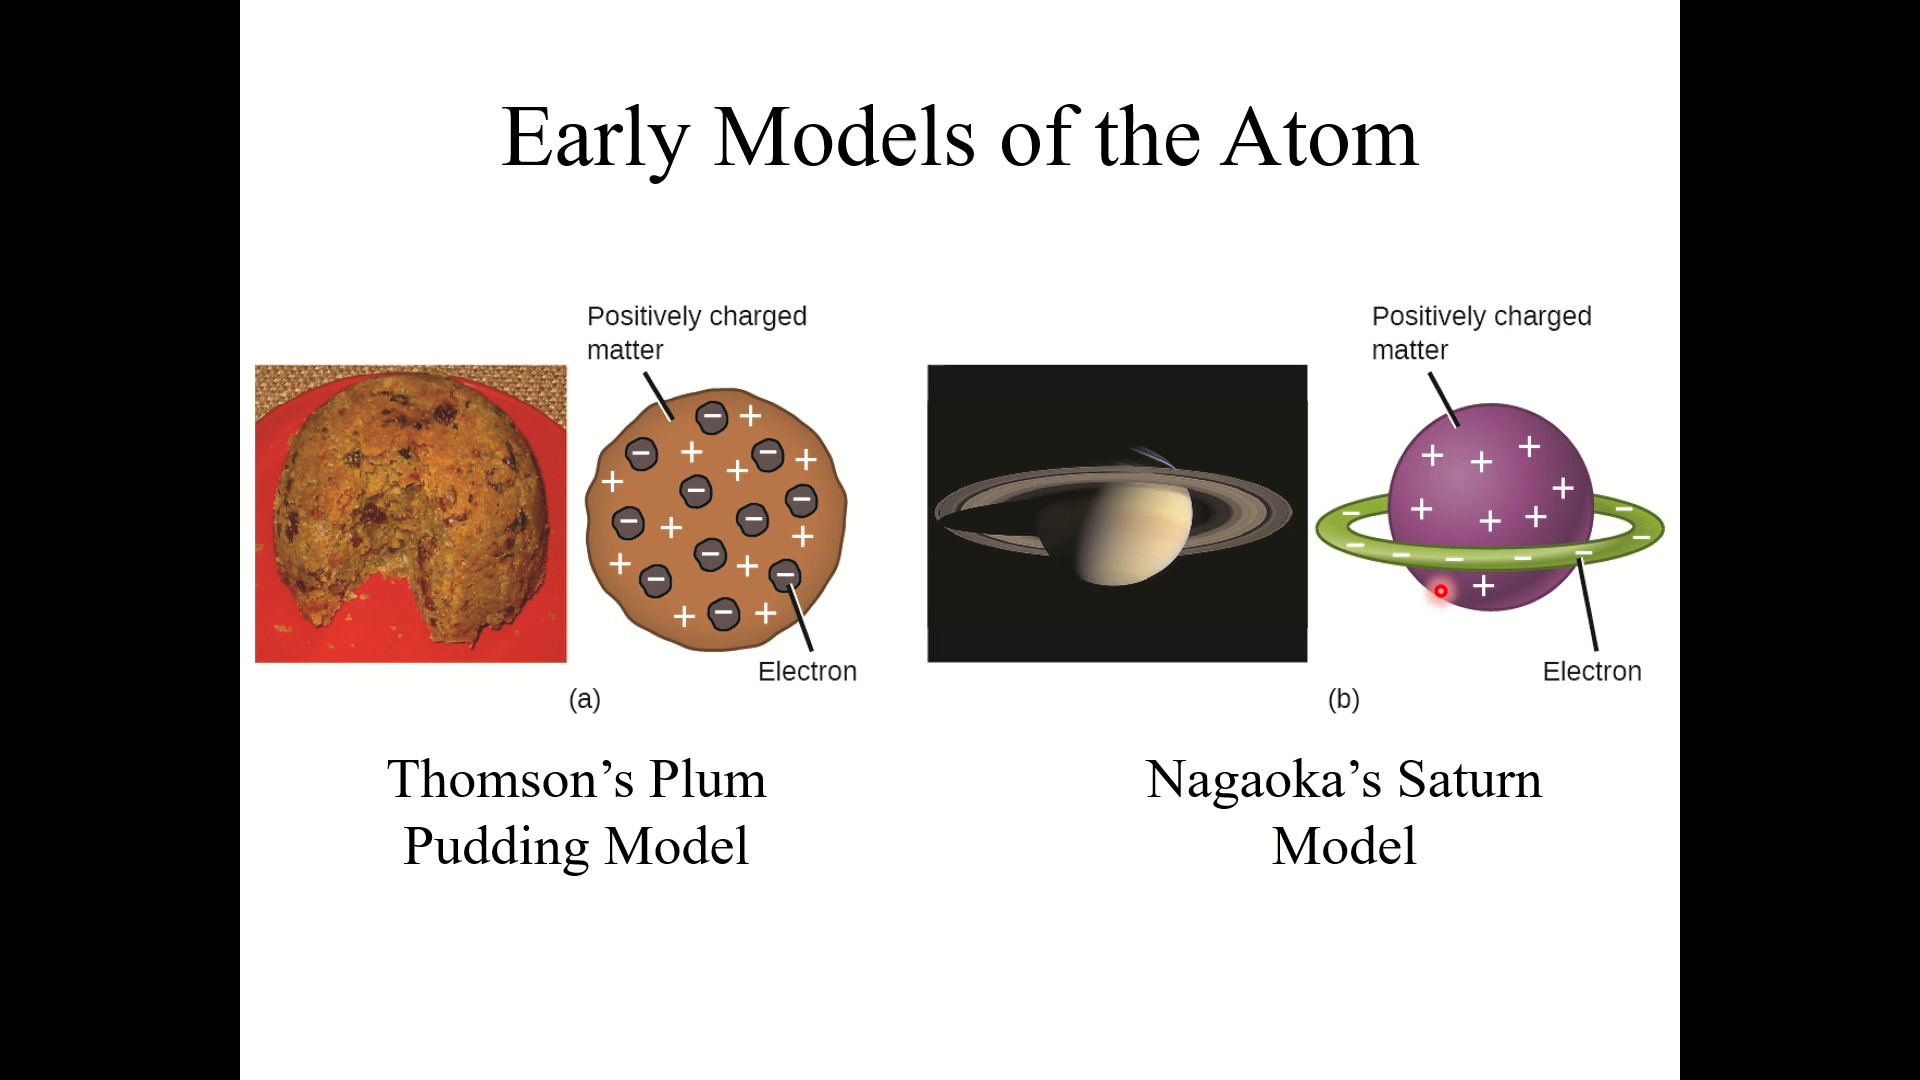 Early Models of the Atom
Positively charged
matter
Electron
(a)
Positively charged
matter
Electron
(b)
Thomson’s Plum
Pudding Model
Nagaoka’s Saturn
Model